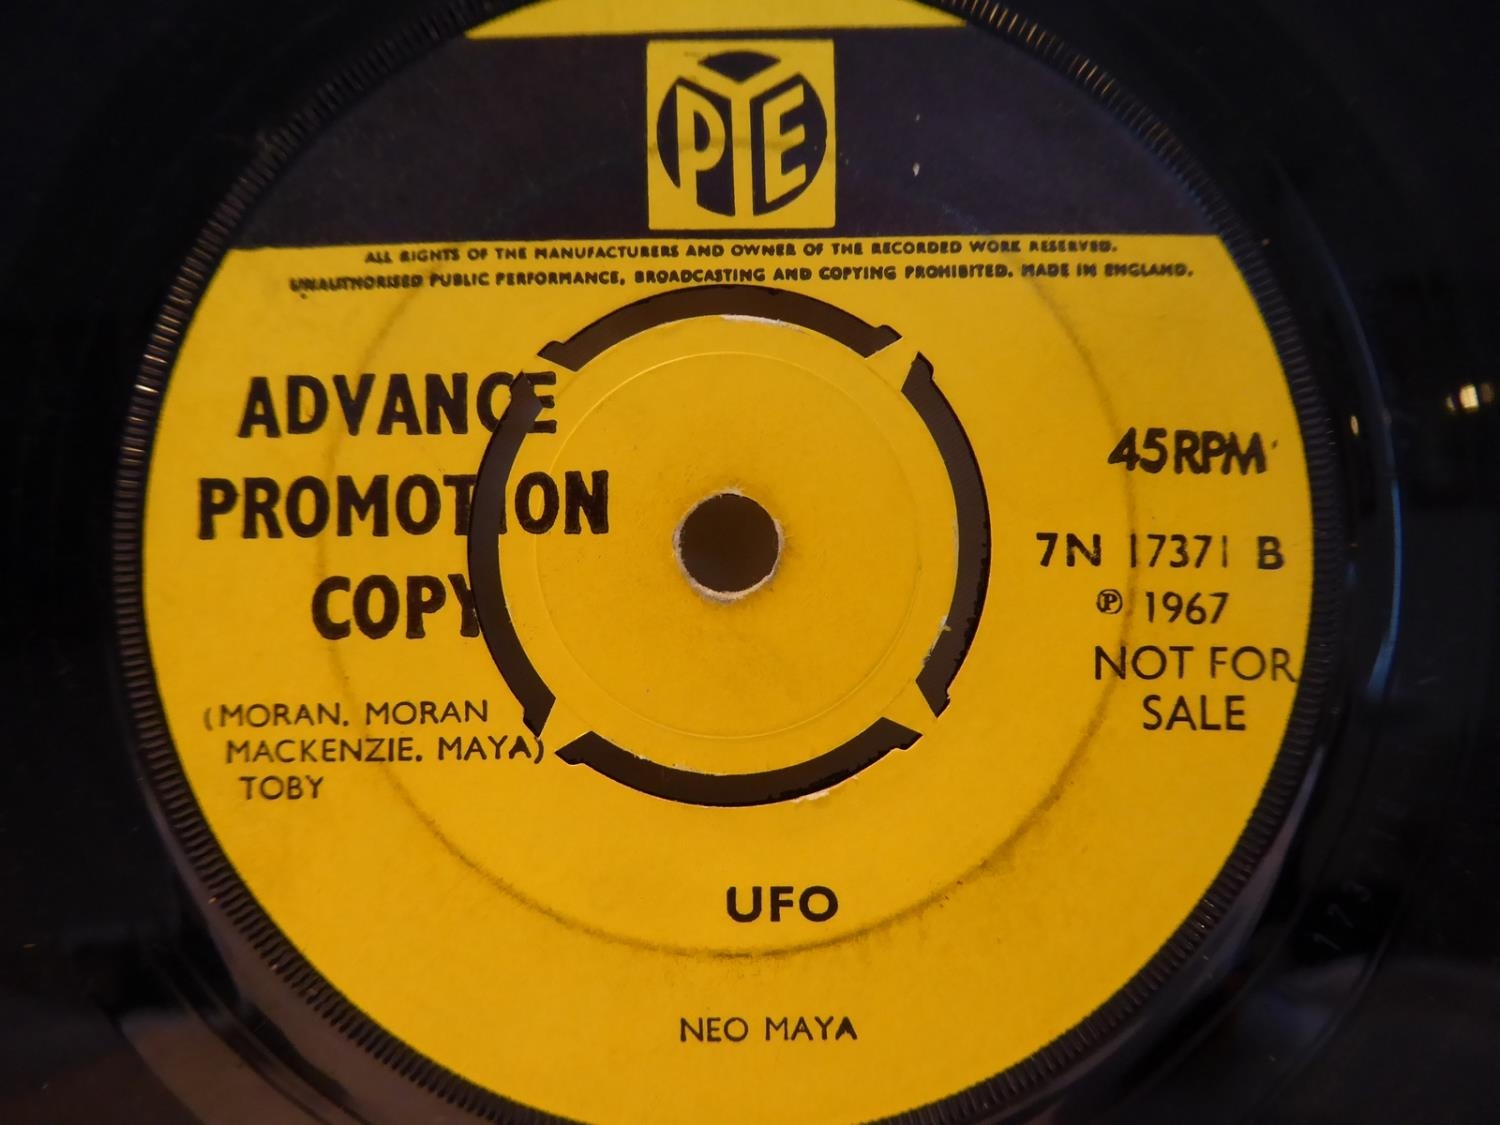 PYE
ALL RIGHTS OF THE MANUFACTURERS AND OWNER OF THE RECORDED WORK RESERVED.
UNAUTHORISED PUBLIC PERFORMANCE, BROADCASTING AND COPYING PROHIBITED. MADE IN ENGLAND.
ADVANCE
PROMOTION
COPY
(MORAN. MORAN
MACKENZIE. MAYA)
TOBY
45RPM
7N 17371 B
℗ 1967
NOT FOR
SALE
UFO
NEO MAYA